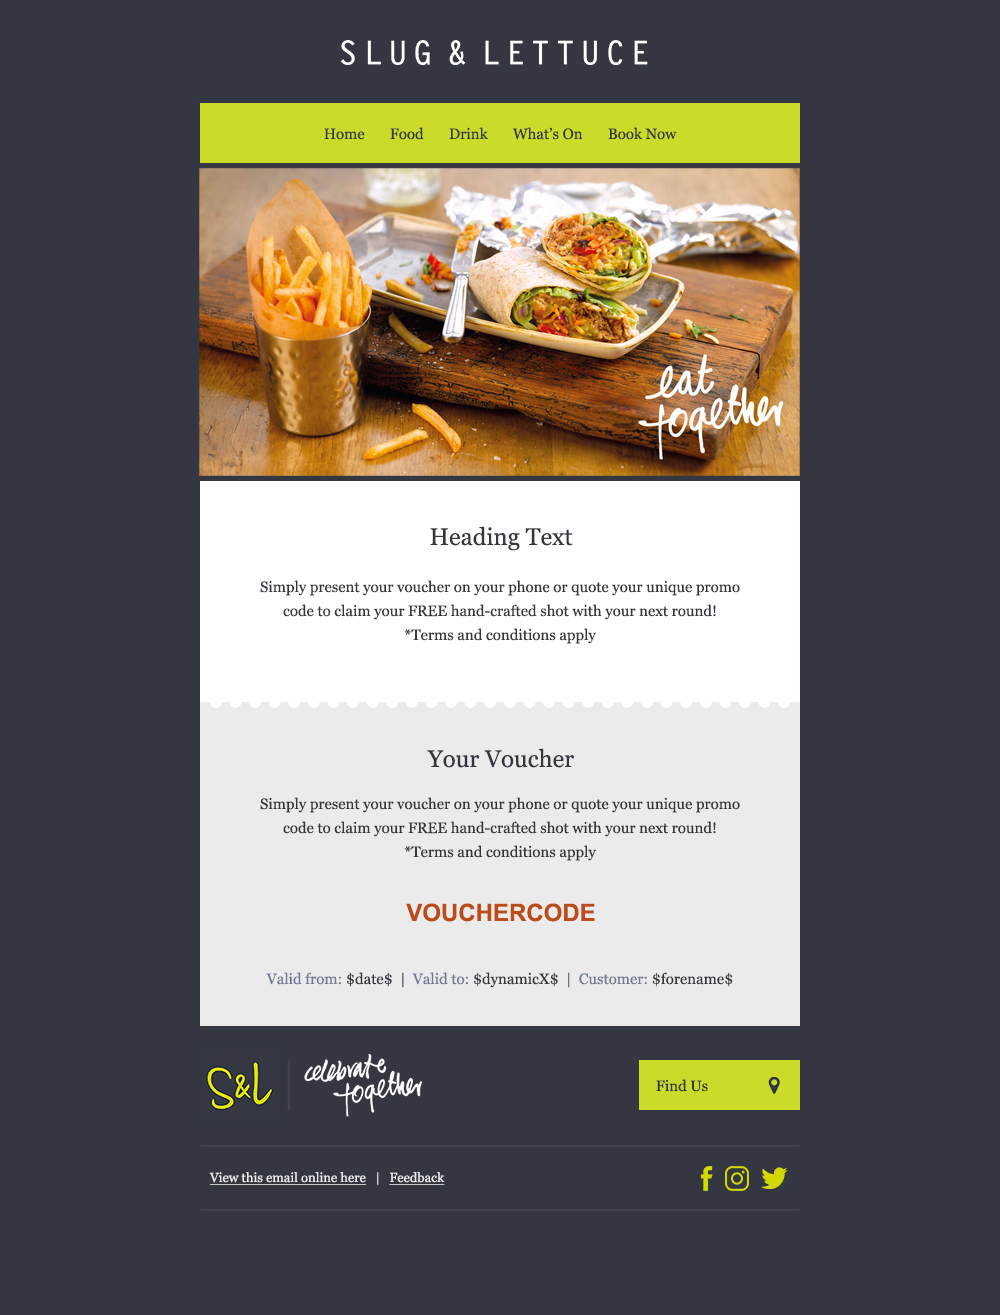 SLUG & LETTUCE
Home Food Drink What's On Book Now
eat
together
Heading Text
Simply present your voucher on your phone or quote your unique promo
code to claim your FREE hand-crafted shot with your next round!
*Terms and conditions apply
Your Voucher
Simply present your voucher on your phone or quote your unique promo
code to claim your FREE hand-crafted shot with your next round!
*Terms and conditions apply
VOUCHERCODE
Valid from: $date$ | Valid to: $dynamicX$ | Customer: $forename$
S&L
celebrate
together
Find Us
View this email online here | Feedback